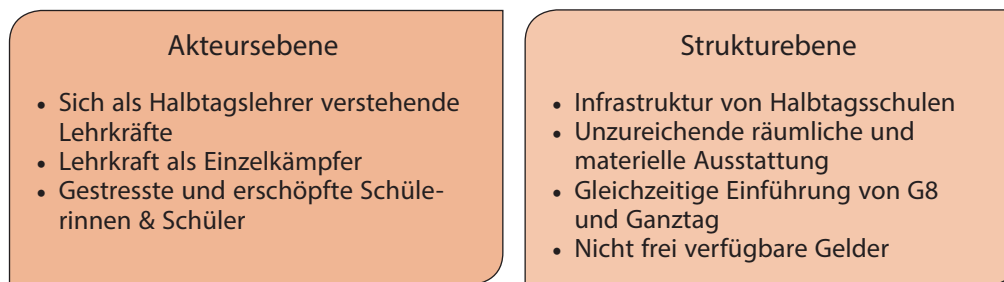 Akteursebene
• Sich als Halbtagslehrer verstehende
Lehrkräfte
• Lehrkraft als Einzelkämpfer
• Gestresste und erschöpfte Schüle-
rinnen & Schüler
Strukturebene
• Infrastruktur von Halbtagsschulen
• Unzureichende räumliche und
materielle Ausstattung
• Gleichzeitige Einführung von G8
und Ganztag
• Nicht frei verfügbare Gelder